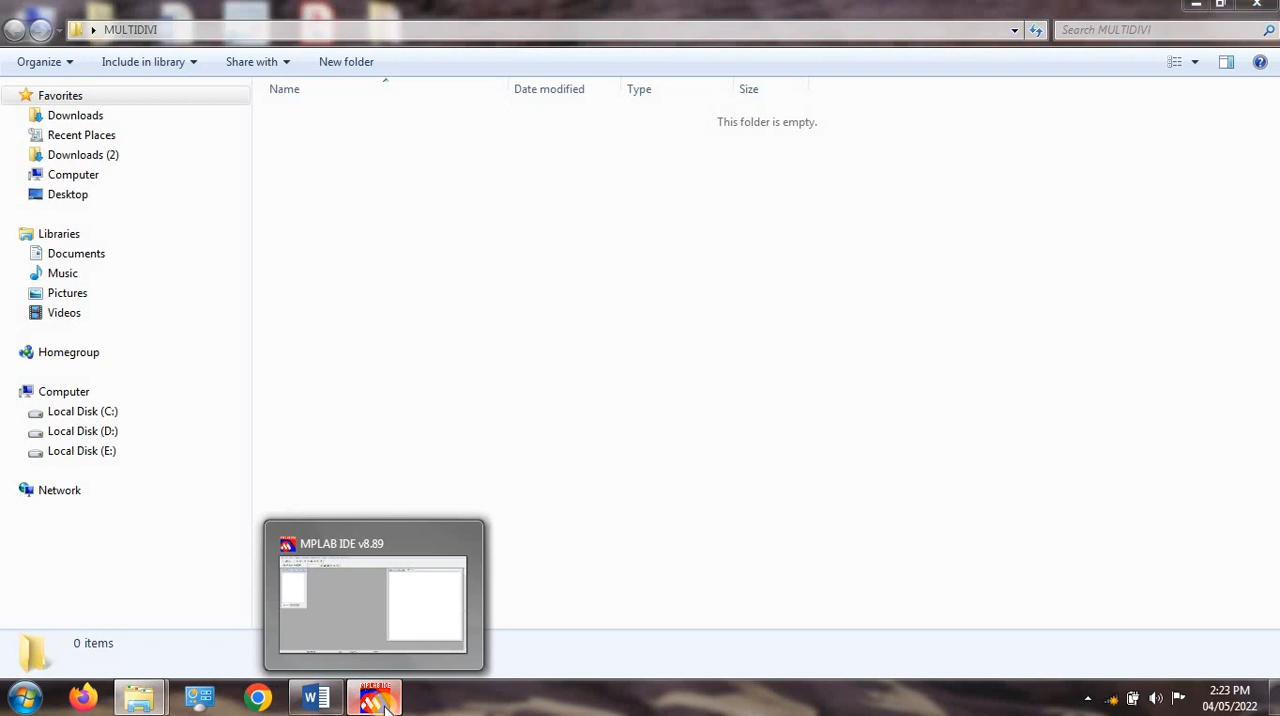 MULTIDIVI
Search MULTIDIVI
Organize
Include in library
Share with
New folder
Name
Date modified
Type
Size
This folder is empty.
Favorites
Downloads
Recent Places
Downloads (2)
Computer
Desktop
Libraries
Documents
Music
Pictures
Videos
Homegroup
Computer
Local Disk (C:)
Local Disk (D:)
Local Disk (E:)
Network
MPLAB IDE v8.89
0 items
MPLAB IDE
2:23 PM
04/05/2022